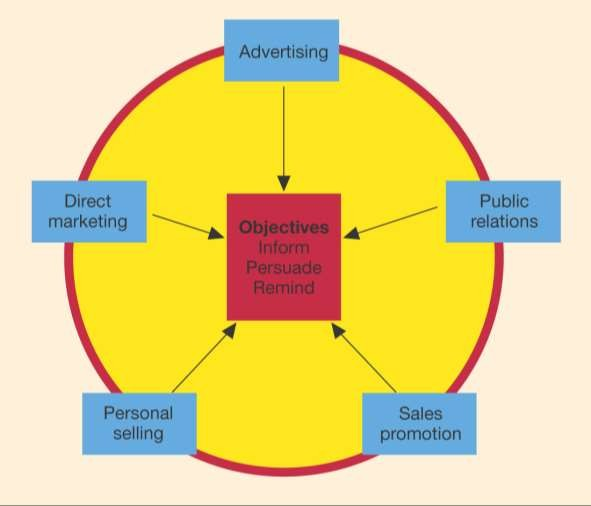 Advertising
Direct
marketing
Public
relations
Objectives
Inform
Persuade
Remind
Personal
selling
Sales
promotion